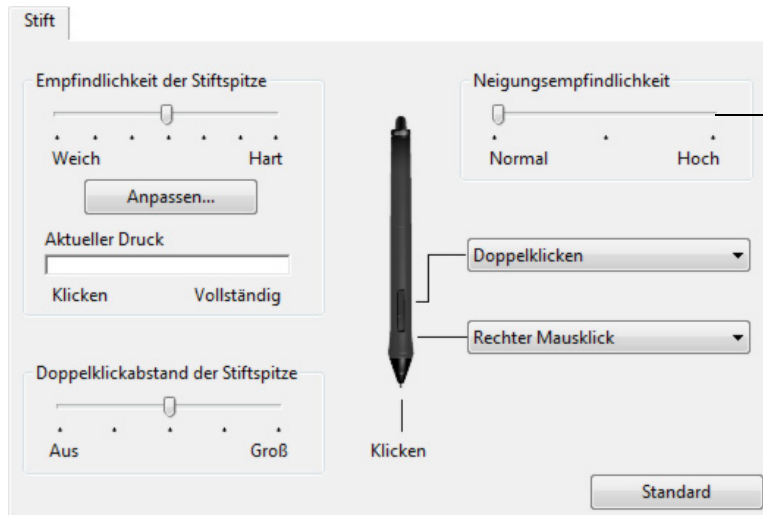 Stift
Empfindlichkeit der Stiftspitze
Weich Hart
Anpassen...
Aktueller Druck
Klicken Vollständig
Doppelklickabstand der Stiftspitze
Aus Groß
Klicken
Neigungsempfindlichkeit
Normal Hoch
Doppelklicken
Rechter Mausklick
Standard